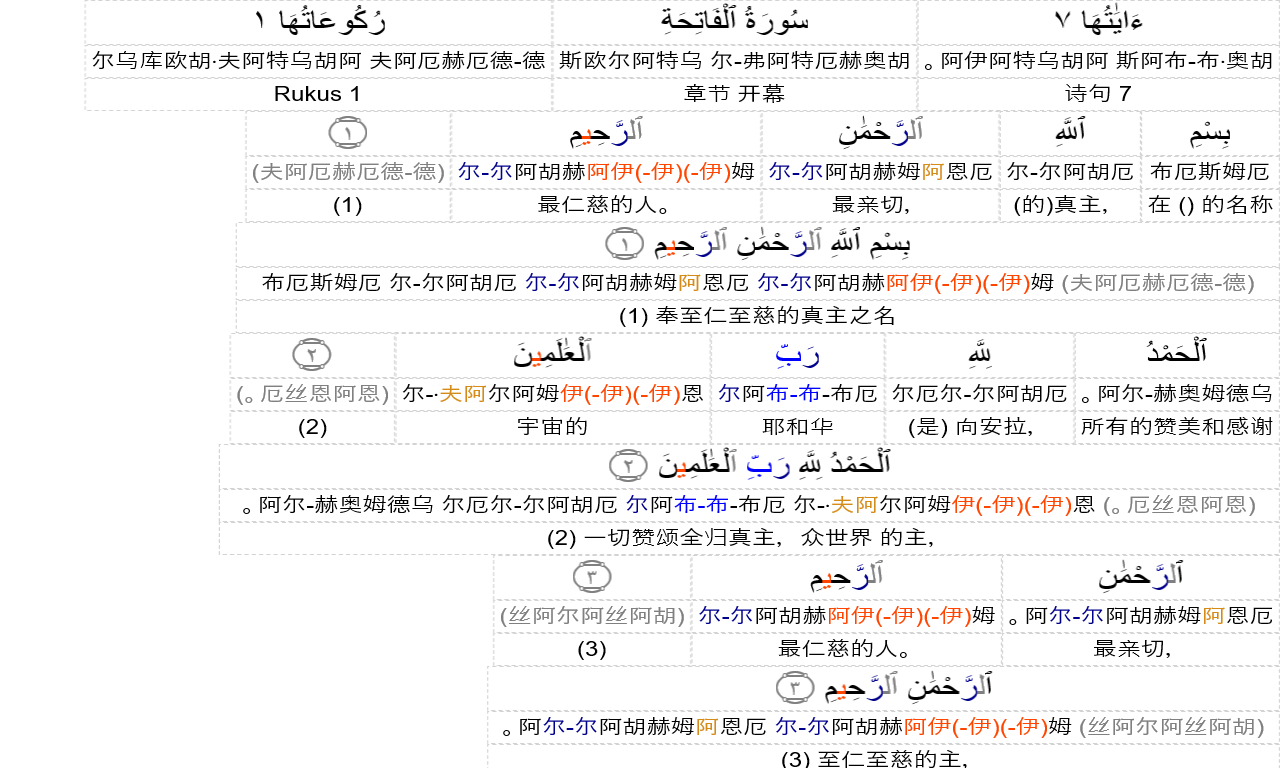 ءَايَٰتُهَا ٧ سُورَةُ ٱلْفَاتِحَةِ رُكُوعَاتُهَا ١
。阿伊阿特乌胡阿 斯阿布-布·奥胡 斯欧尔阿特乌 尔-弗阿特厄赫奥胡 尔乌库欧胡·夫阿特乌胡阿 夫阿厄赫厄德-德
诗句 7 章节 开幕 Rukus 1
بِسْمِ ٱللَّهِ ٱلرَّحْمَٰنِ ٱلرَّحِيمِ ١
布厄斯姆厄 尔-尔阿胡厄 尔-尔阿胡赫姆阿恩厄 尔-尔阿胡赫阿伊(-伊)(-伊)姆 (夫阿厄赫厄德-德)
在 () 的名称 (的)真主， 最亲切， 最仁慈的人。 (1)
بِسْمِ ٱللَّهِ ٱلرَّحْمَٰنِ ٱلرَّحِيمِ ١
布厄斯姆厄 尔-尔阿胡厄 尔-尔阿胡赫姆阿恩厄 尔-尔阿胡赫阿伊(-伊)(-伊)姆 (夫阿厄赫厄德-德)
(1) 奉至仁至慈的真主之名
ٱلْحَمْدُ لِلَّهِ رَبِّ ٱلْعَٰلَمِينَ ٢
。阿尔-赫奥姆德乌 尔厄尔-尔阿胡厄 尔阿布-布-布厄 尔-·夫阿尔阿姆伊(-伊)(-伊)恩 (。厄丝恩阿恩)
所有的赞美和感谢 (是) 向安拉， 耶和华 宇宙的 (2)
ٱلْحَمْدُ لِلَّهِ رَبِّ ٱلْعَٰلَمِينَ ٢
。阿尔-赫奥姆德乌 尔厄尔-尔阿胡厄 尔阿布-布-布厄 尔-·夫阿尔阿姆伊(-伊)(-伊)恩 (。厄丝恩阿恩)
(2) 一切赞颂全归真主， 众世界 的主，
ٱلرَّحْمَٰنِ ٱلرَّحِيمِ ٣
。阿尔-尔阿胡赫姆阿恩厄 尔-尔阿胡赫阿伊(-伊)(-伊)姆 (丝阿尔阿丝阿胡)
最亲切， 最仁慈的人。 (3)
ٱلرَّحْمَٰنِ ٱلرَّحِيمِ ٣
。阿尔-尔阿胡赫姆阿恩厄 尔-尔阿胡赫阿伊(-伊)(-伊)姆 (丝阿尔阿丝阿胡)
(3) 至仁至慈的主，